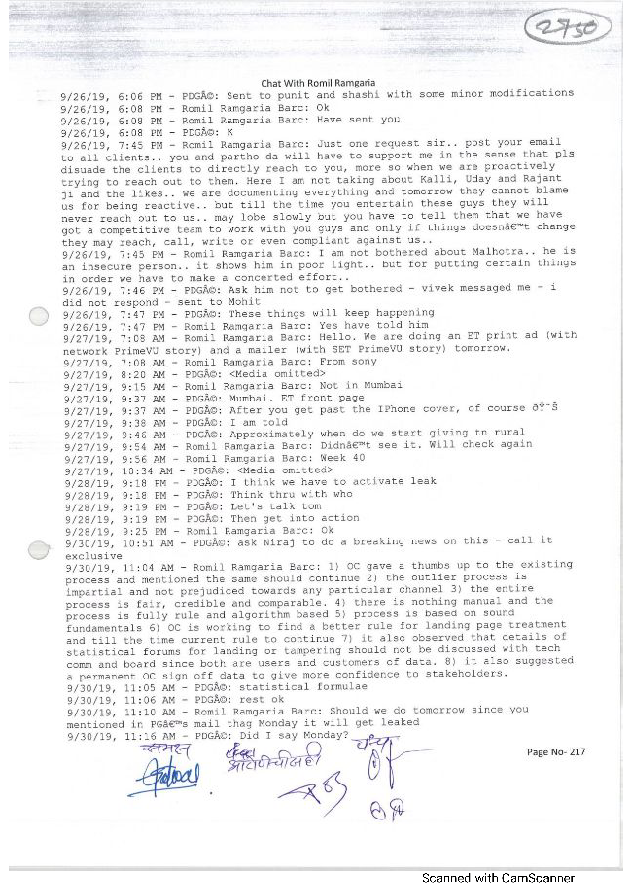 2750
Chat With Romil Ramgaria
9/26/19, 6:06 PM - PDGÂ©: Sent to punit and shashi with some minor modifications
9/26/19, 6:08 PM - Romil Ramgaria Barc: Ok
9/26/19, 6:08 PM - Romil Ramgaria Barc: Have sent you
9/26/19, 6:08 PM - PDGÂ©: K
9/26/19, 7:45 PM - Romil Ramgaria Barc: Just one request sir.. post your email
to all clients.. you and partho da will have to support me in the sense that pls
disuade the clients to directly reach to you, more so when we are proactively
trying to reach out to them. Here I am not taking about Kalli, Uday and Rajant
ji and the likes.. we are documenting everything and tomorrow they cannot blame
us for being reactive.. but till the time you entertain these guys they will
never reach out to us.. may lobe slowly but you have to tell them that we have
got a competitive team to work with you guys and only if things doesnâ€™t change
they may reach, call, write or even compliant against us..
9/26/19, 7:45 PM - Romil Ramgaria Barc: I am not bothered about Malhotra.. he is
an insecure person.. it shows him in poor light.. but for putting certain things
in order we have to make a concerted effort..
9/26/19, 7:46 PM - PDGÂ©: Ask him not to get bothered - vivek messaged me - i
did not respond - sent to Mohit
9/26/19, 7:47 PM - PDGÂ©: These things will keep happening
9/26/19, 7:47 PM - Romil Ramgaria Barc: Yes have told him
9/27/19, 7:08 AM - Romil Ramgaria Barc: Hello. We are doing an ET print ad (with
network PrimeVU story) and a mailer (with SET PrimeVU story) tomorrow.
9/27/19, 7:08 AM - Romil Ramgaria Barc: From sony
9/27/19, 8:20 AM - PDGÂ©: <Media omitted>
9/27/19, 9:15 AM - Romil Ramgaria Barc: Not in Mumbai
9/27/19, 9:37 AM - PDGÂ©: Mumbai. ET front page
9/27/19, 9:37 AM - PDGÂ©: After you get past the IPhone cover, of course ðŸ˜Š
9/27/19, 9:38 AM - PDGÂ©: I am told
9/27/19, 9:46 AM - PDGÂ©: Approximately when do we start giving tn rural
9/27/19, 9:54 AM - Romil Ramgaria Barc: Didnâ€™t see it. Will check again
9/27/19, 9:56 AM - Romil Ramgaria Barc: Week 40
9/27/19, 10:34 AM - PDGÂ©: <Media omitted>
9/28/19, 9:18 PM - PDGÂ©: I think we have to activate leak
9/28/19, 9:18 PM - PDGÂ©: Think thru with who
9/28/19, 9:19 PM - PDGÂ©: Let's talk tom
9/28/19, 9:19 PM - PDGÂ©: Then get into action
9/28/19, 9:25 PM - Romil Ramgaria Barc: Ok
9/30/19, 10:51 AM - PDGÂ©: ask Niraj to do a breaking news on this - call it
exclusive
9/30/19, 11:04 AM - Romil Ramgaria Barc: 1) OC gave a thumbs up to the existing
process and mentioned the same should continue 2) the outlier process is
impartial and not prejudiced towards any particular channel 3) the entire
process is fair, credible and comparable. 4) there is nothing manual and the
process is fully rule and algorithm based 5) process is based on sound
fundamentals 6) OC is working to find a better rule for landing page treatment
and till the time current rule to continue 7) it also observed that details of
statistical forums for landing or tampering should not be discussed with tech
comm and board since both are users and customers of data. 8) it also suggested
a permanent OC sign off data to give more confidence to stakeholders.
9/30/19, 11:05 AM - PDGÂ©: statistical formulae
9/30/19, 11:06 AM - PDGÂ©: rest ok
9/30/19, 11:10 AM - Romil Ramgaria Barc: Should we do tomorrow since you
mentioned in PGâ€™s mail thag Monday it will get leaked
9/30/19, 11:16 AM - PDGÂ©: Did I say Monday?
समक्ष
Page No- 217
Scanned with CamScanner